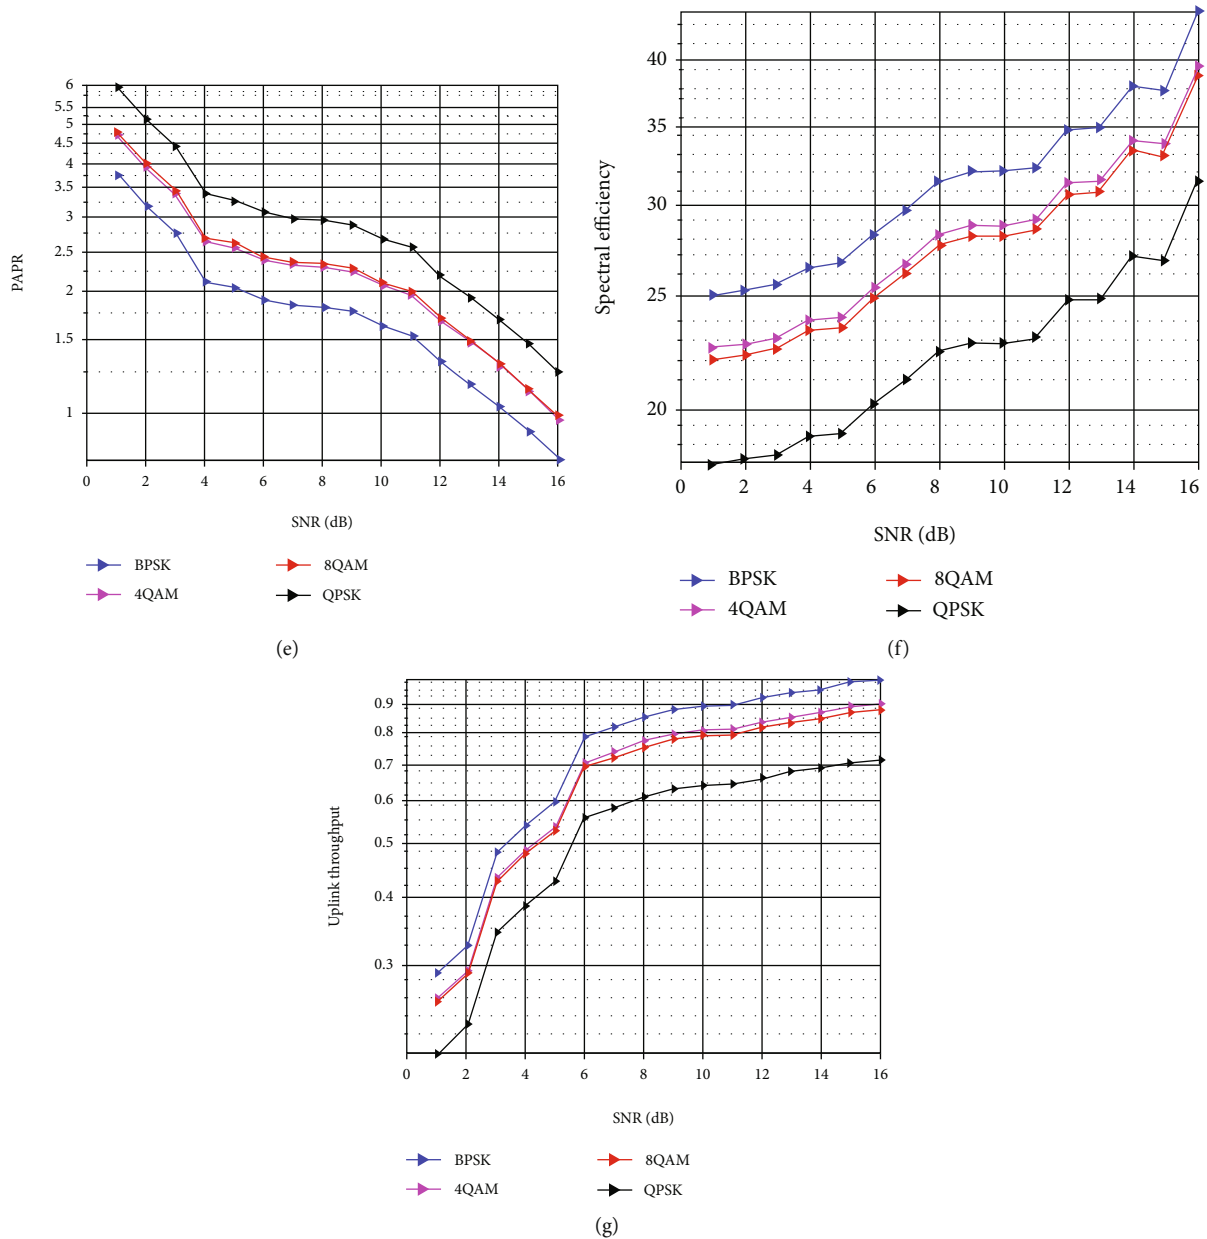 6
5.5
5
4.5
4
3.5
3
2.5
2
1.5
1
PAPR
0 2 4 6 8 10 12 14 16
SNR (dB)
BPSK 8QAM
4QAM QPSK
(e)
40
35
30
25
20
Spectral efficiency
0 2 4 6 8 10 12 14 16
SNR (dB)
BPSK 8QAM
4QAM QPSK
(f)
0.9
0.8
0.7
0.6
0.5
0.4
0.3
Uplink throughput
0 2 4 6 8 10 12 14 16
SNR (dB)
BPSK 8QAM
4QAM QPSK
(g)